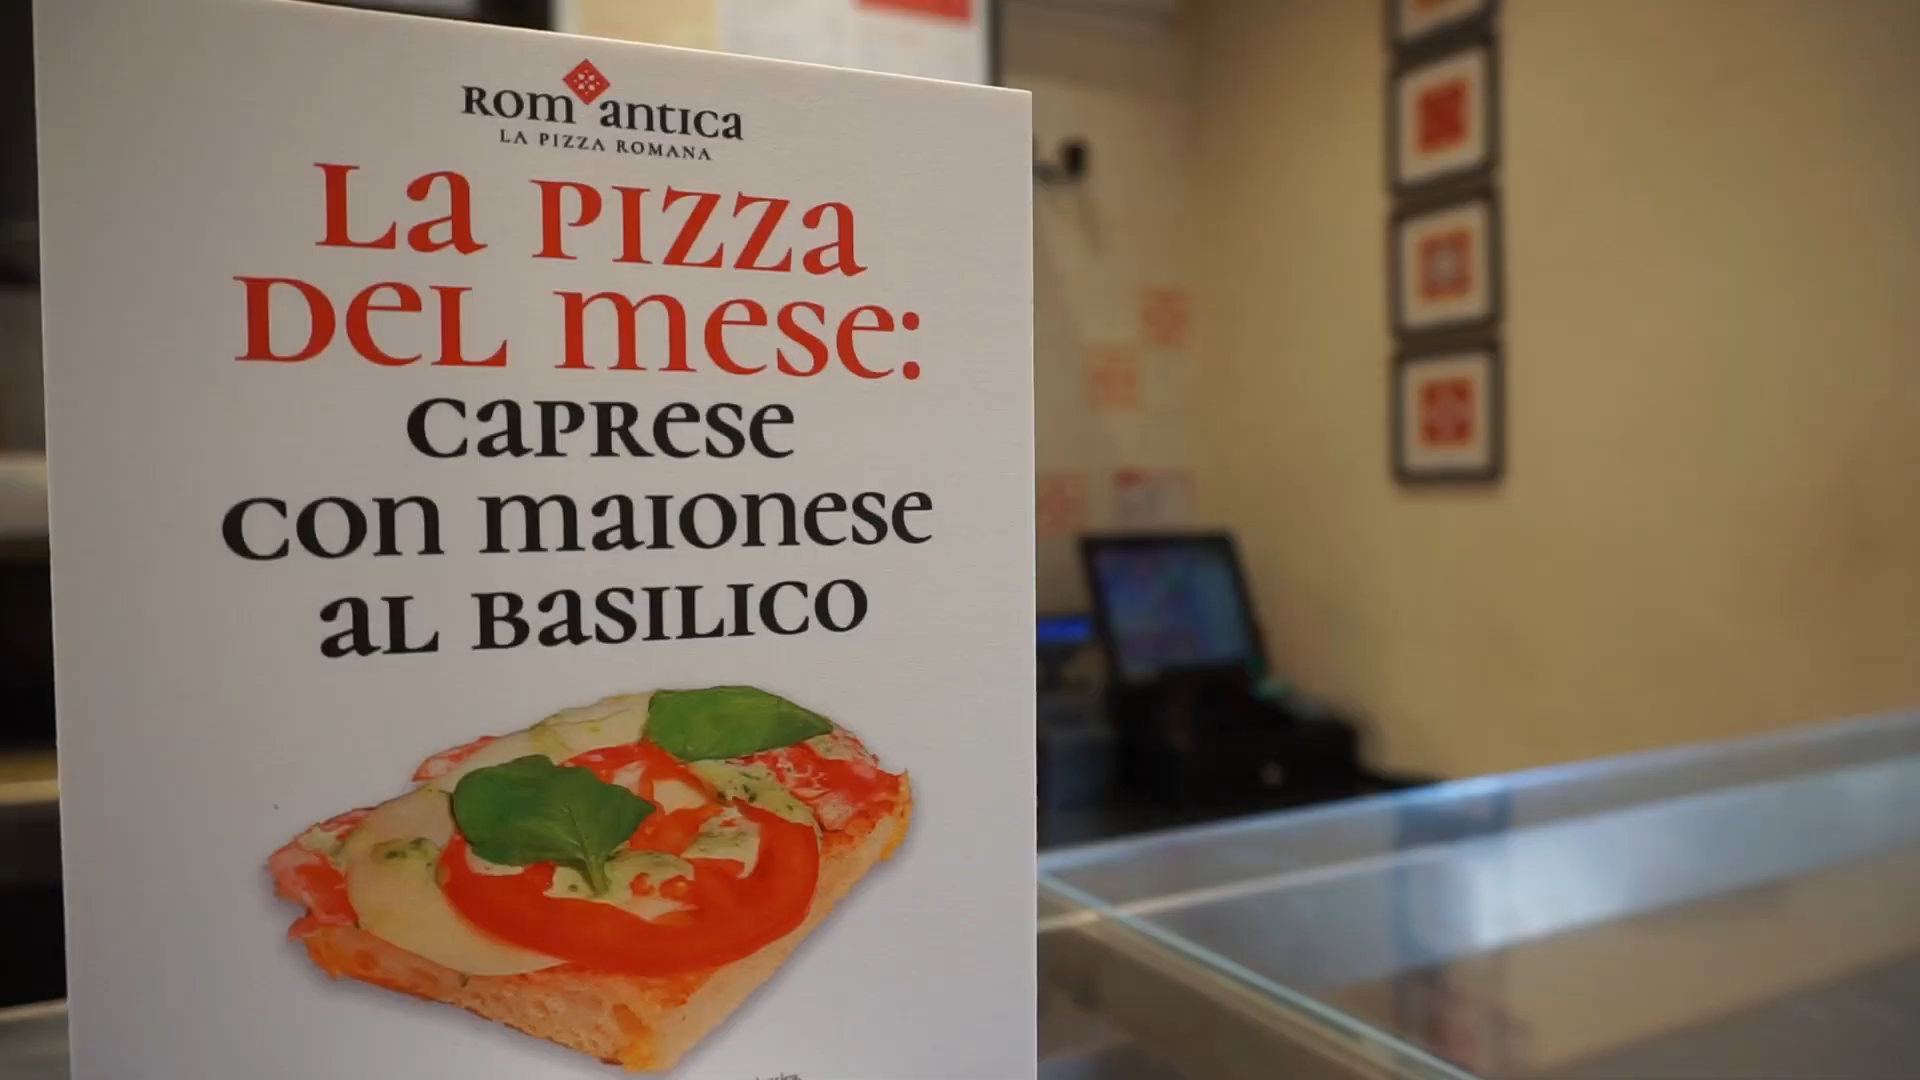 Rom antica
LA PIZZA ROMANA
La pizza
del mese:
caprese
con maionese
al basilico